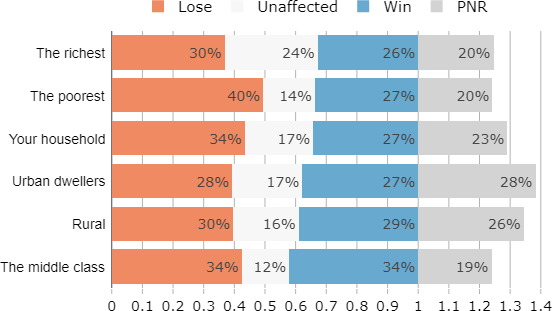 Lose Unaffected Win PNR
The richest 30% 24% 26% 20%
The poorest 40% 14% 27% 20%
Your household 34% 17% 27% 23%
Urban dwellers 28% 17% 27% 28%
Rural 30% 16% 29% 26%
The middle class 34% 12% 34% 19%
0 0.1 0.2 0.3 0.4 0.5 0.6 0.7 0.8 0.9 1 1.1 1.2 1.3 1.4